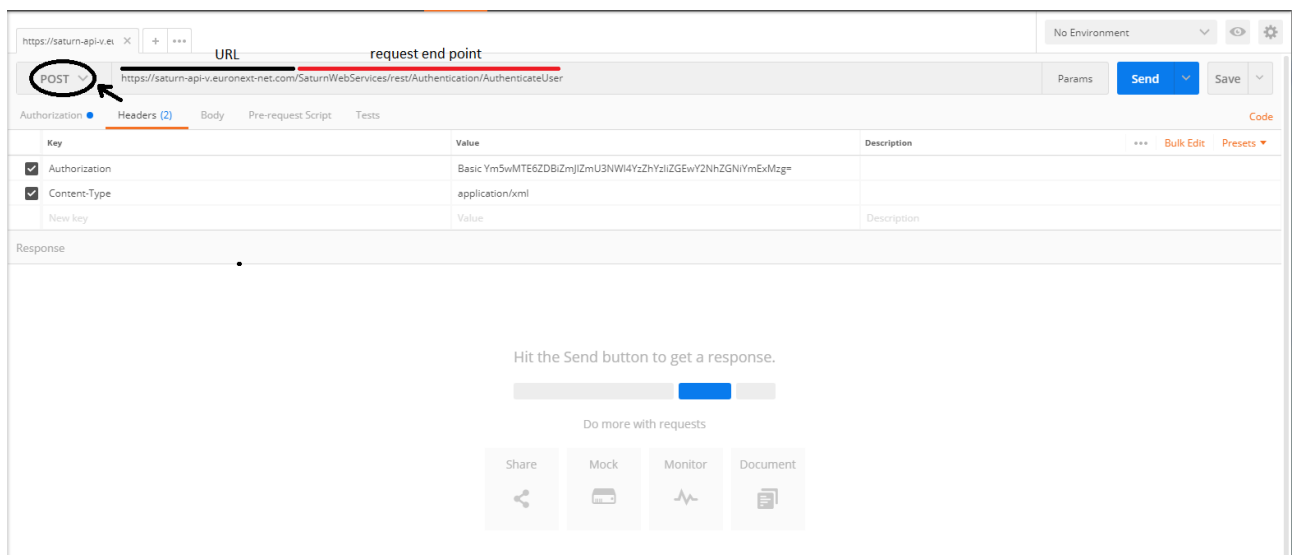 https://saturn-api-v.eu
No Environment
URL
request end point
POST
https://saturn-api-v.euronext-net.com/SaturnWebServices/rest/Authentication/AuthenticateUser
Params
Send
Save
Authorization
Headers (2)
Body
Pre-request Script
Tests
Code
Key
Value
Description
Bulk Edit
Presets
Authorization
Basic
Content-Type
application/xml
New key
Value
Description
Response
Hit the Send button to get a response.
Do more with requests
Share
Mock
Monitor
Document